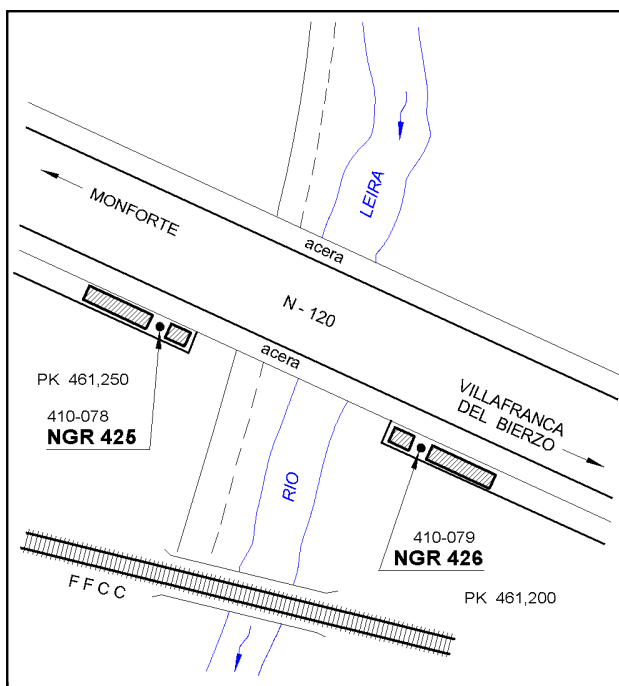 LEIRA
MONFORTE
acera
N - 120
acera
PK 461,250
410-078
NGR 425
VILLAFRANCA
DEL BIERZO
RIO
410-079
NGR 426
FFCC
PK 461,200